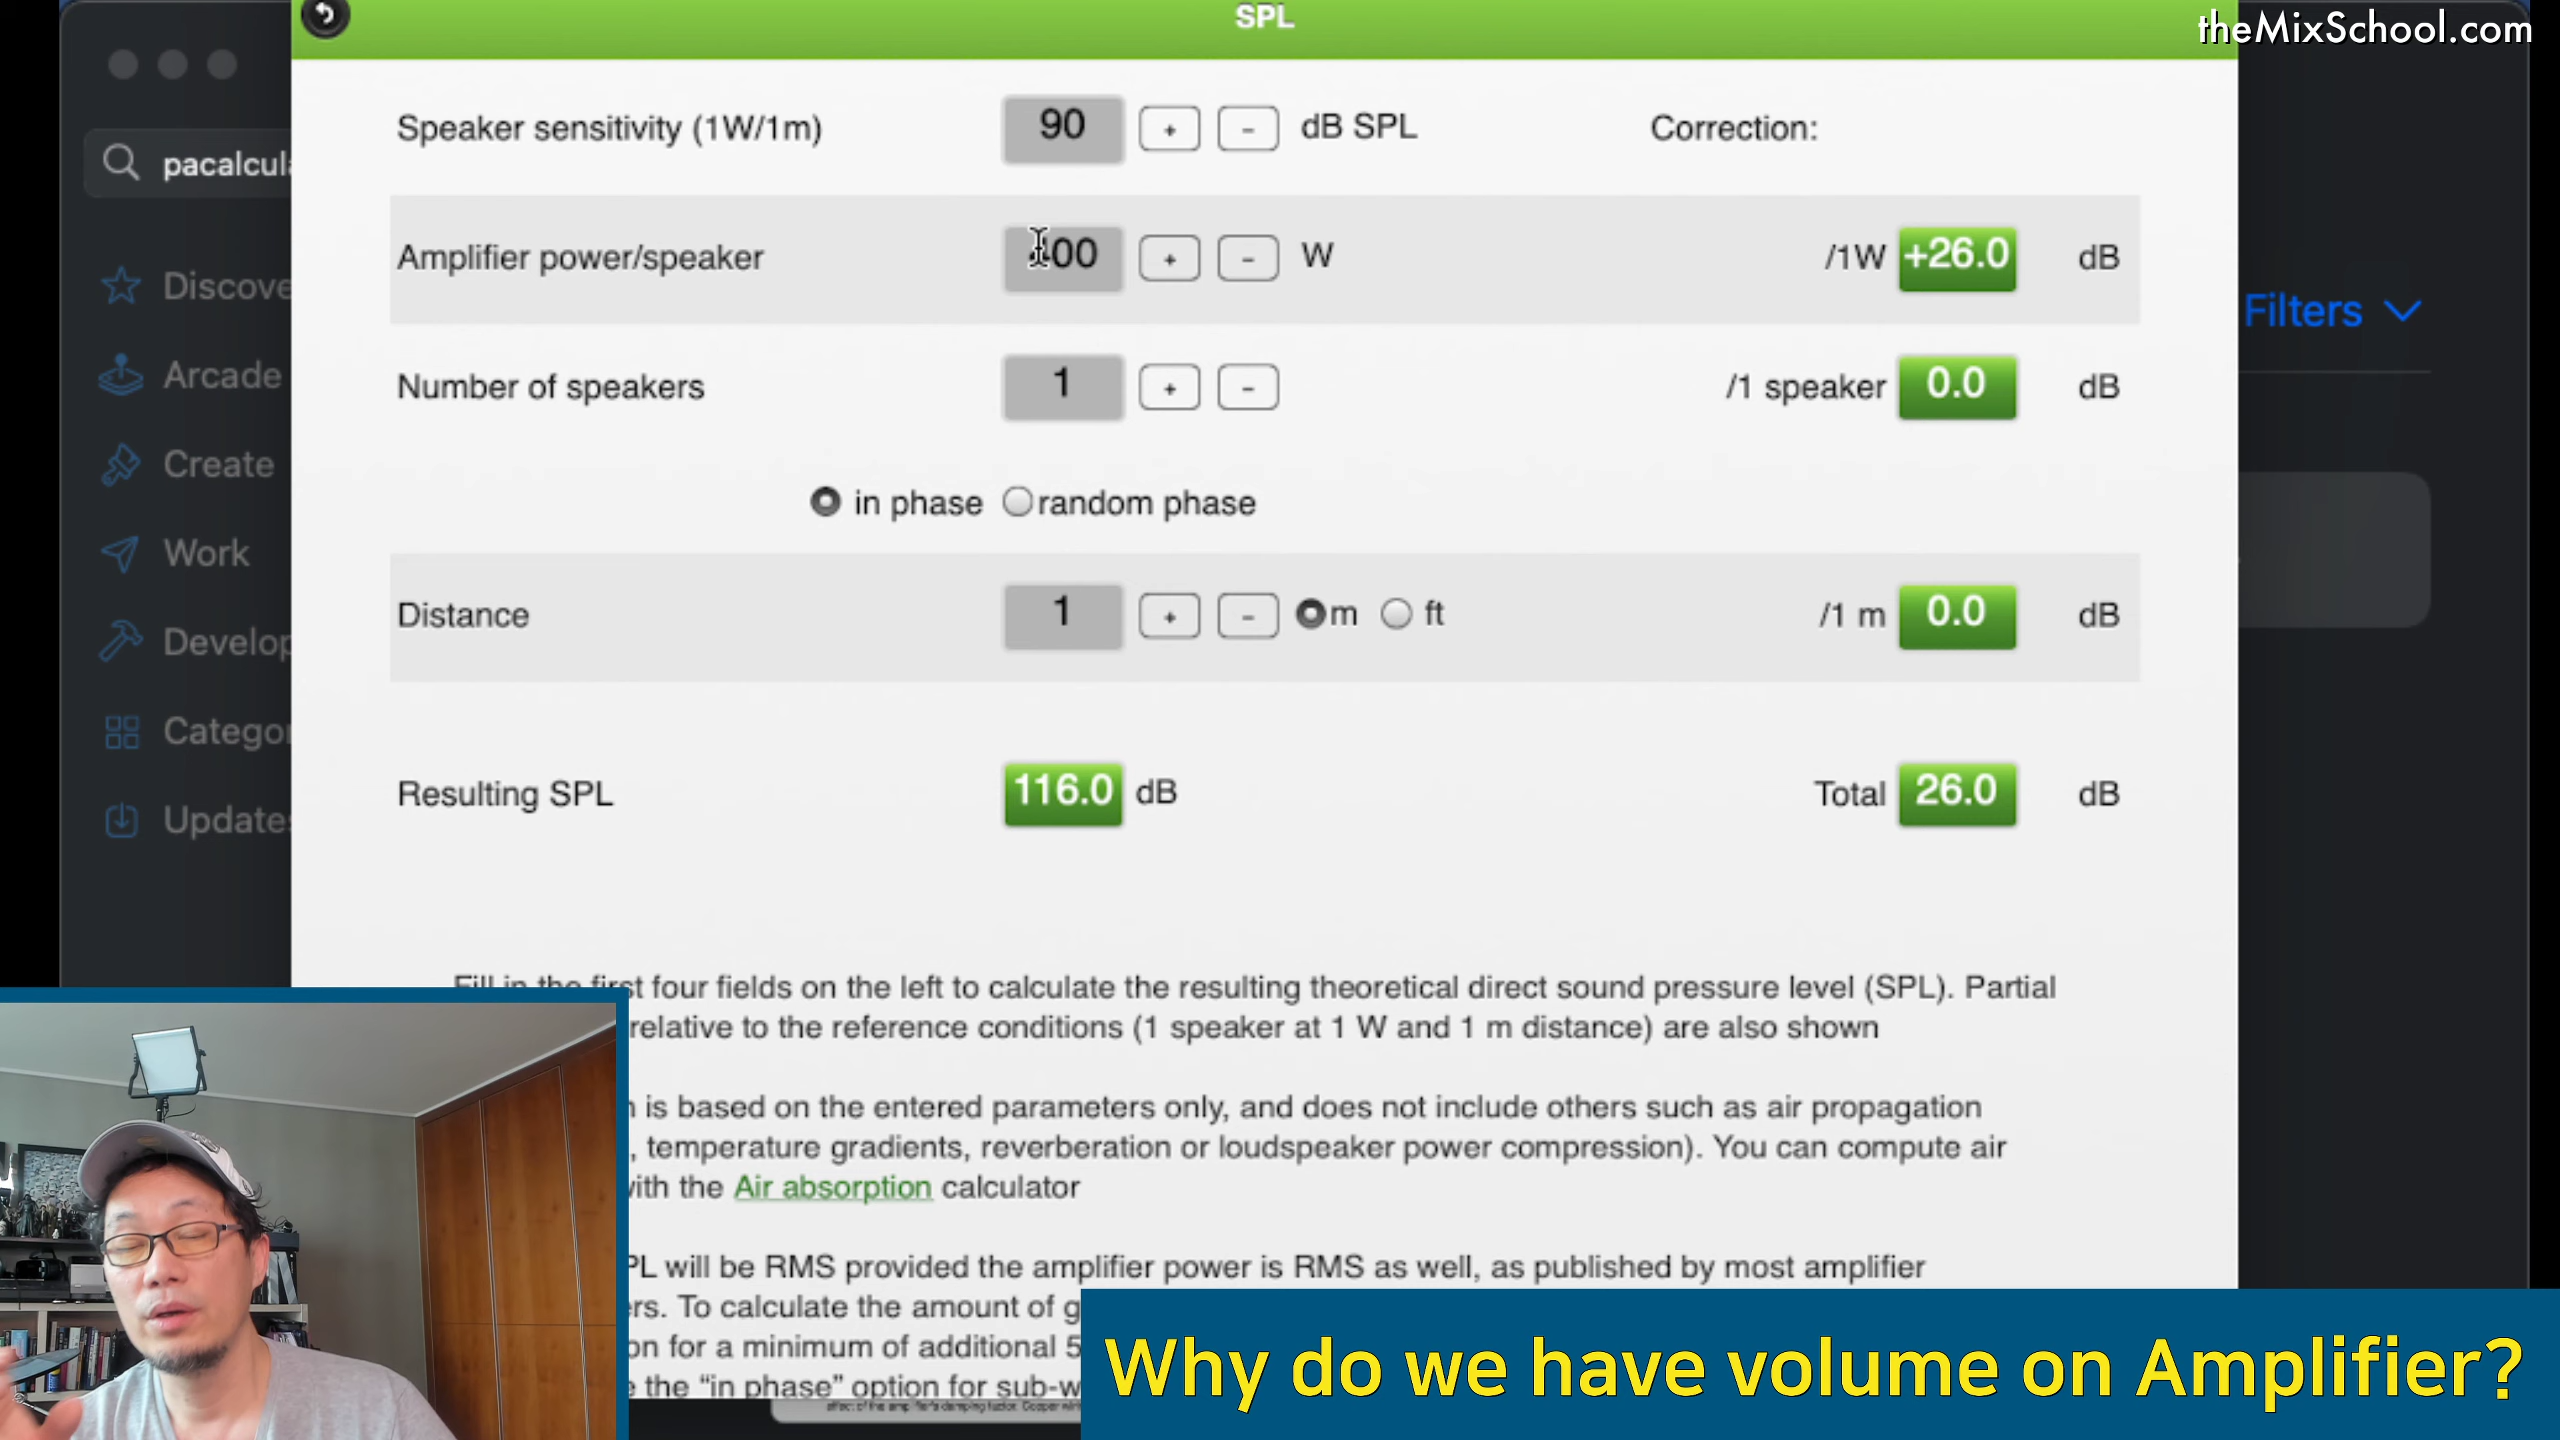 SPL
theMixSchool.com
Speaker sensitivity (1W/1m) 90 + - dB SPL Correction:
pacalcul
Amplifier power/speaker 00 + - W /1W +26.0 dB
Discove
Filters
Arcade
Number of speakers 1 + - /1 speaker 0.0 dB
Create
in phase random phase
Work
Distance 1 + - m ft /1 m 0.0 dB
Develop
Categor
Resulting SPL 116.0 dB Total 26.0 dB
Update
Fill in the first four fields on the left to calculate the resulting theoretical direct sound pressure level (SPL). Partial
relative to the reference conditions (1 speaker at 1 W and 1 m distance) are also shown
is based on the entered parameters only, and does not include others such as air propagation
, temperature gradients, reverberation or loudspeaker power compression). You can compute air
with the Air absorption calculator
PL will be RMS provided the amplifier power is RMS as well, as published by most amplifier
ers. To calculate the amount of g
on for a minimum of additional 5
the "in phase" option for sub-w
Why do we have volume on Amplifier?